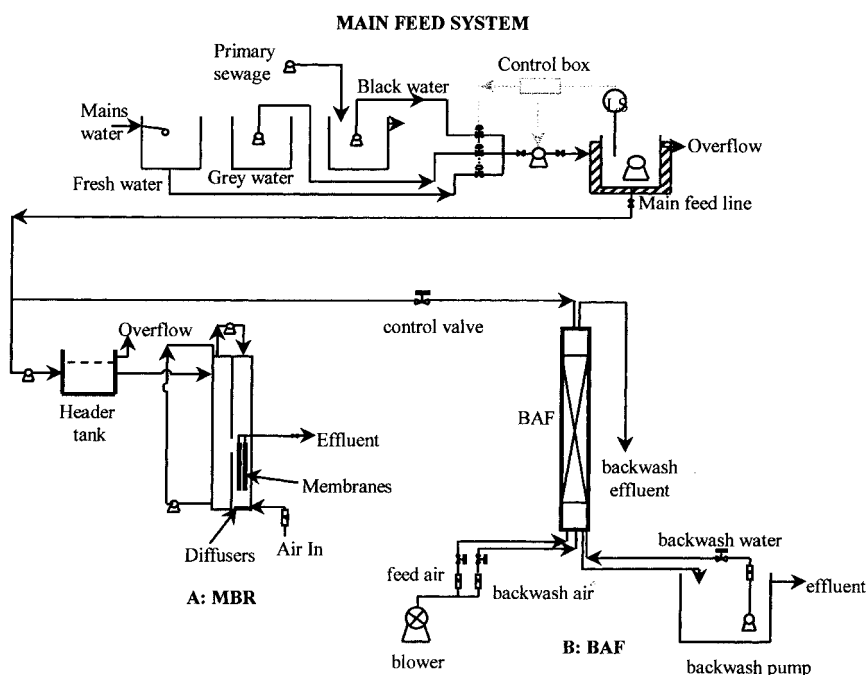 MAIN FEED SYSTEM
Primary
sewage
Control box
Black water
LS
Mains
water
Overflow
Fresh water
Grey water
Main feed line
control valve
Overflow
Header
tank
BAF
Effluent
Membranes
backwash
effluent
Diffusers
Air In
backwash water
feed air
backwash air
effluent
A: MBR
blower
B: BAF
backwash pump